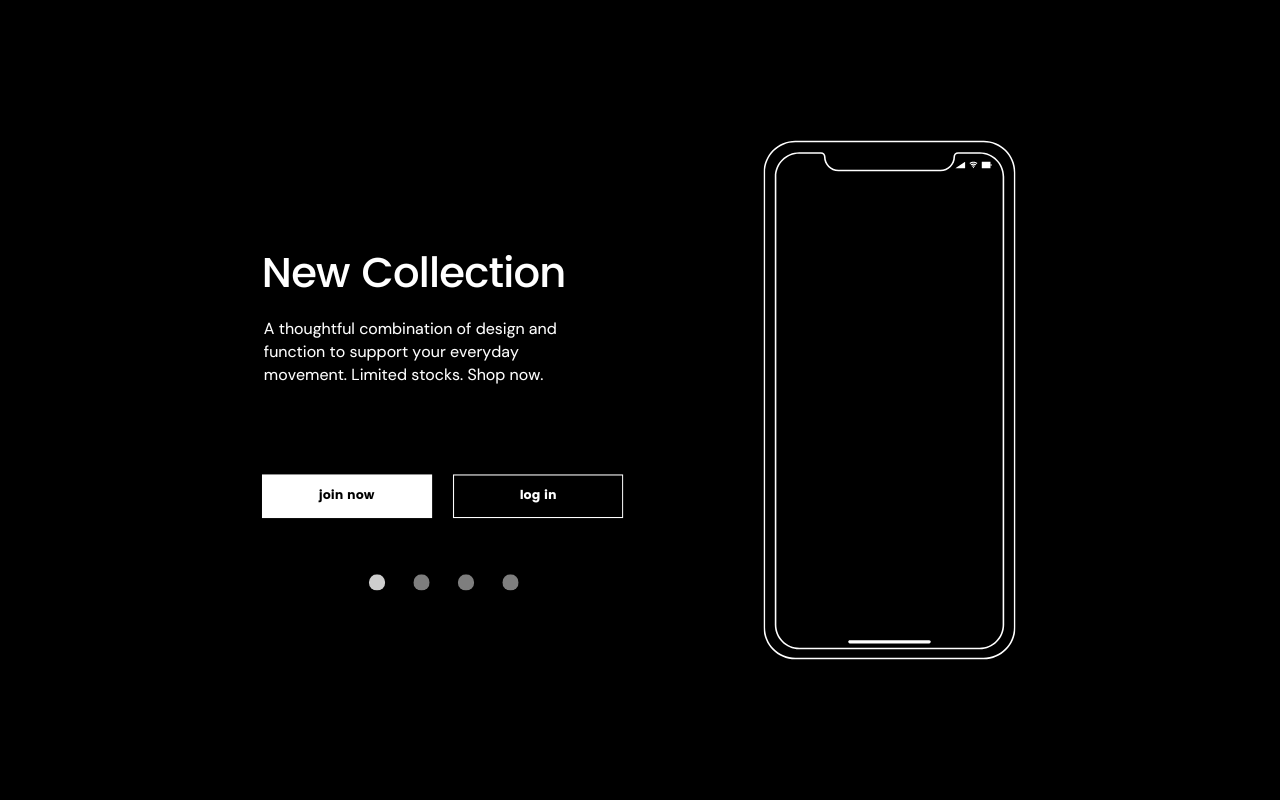 New Collection
A thoughtful combination of design and
function to support your everyday
movement. Limited stocks. Shop now.
join now
log in